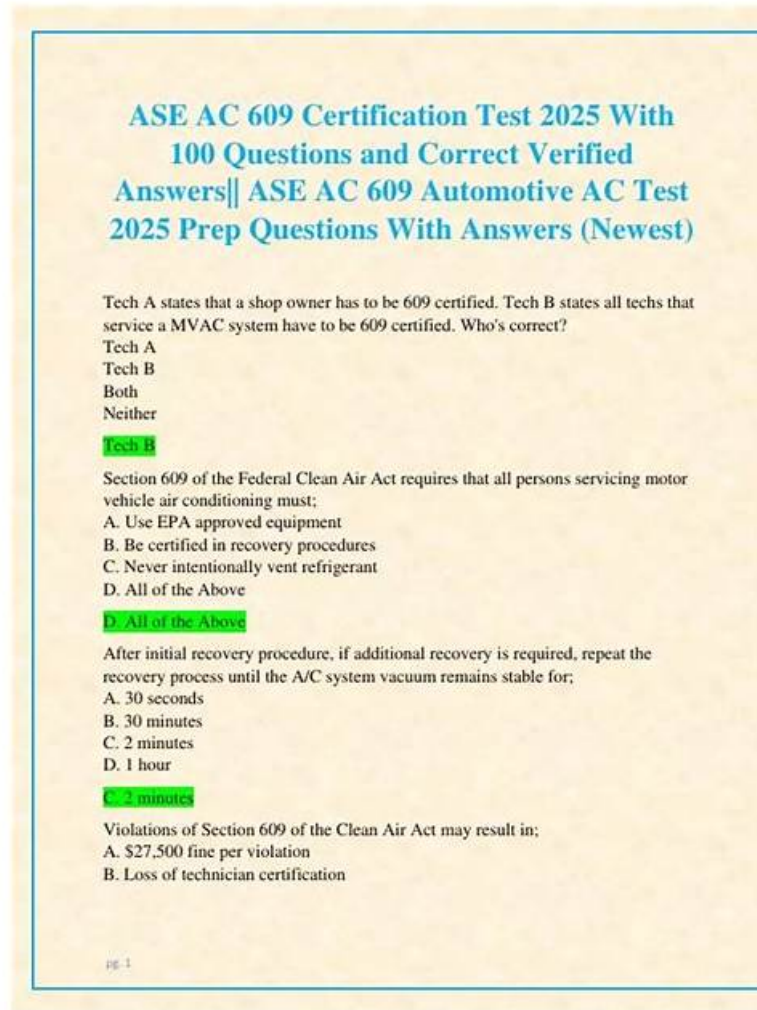 ASE AC 609 Certification Test 2025 With
100 Questions and Correct Verified
Answers|| ASE AC 609 Automotive AC Test
2025 Prep Questions With Answers (Newest)
Tech A states that a shop owner has to be 609 certified. Tech B states all techs that
service a MVAC system have to be 609 certified. Who's correct?
Tech A
Tech B
Both
Neither
Tech B
Section 609 of the Federal Clean Air Act requires that all persons servicing motor
vehicle air conditioning must;
A. Use EPA approved equipment
B. Be certified in recovery procedures
C. Never intentionally vent refrigerant
D. All of the Above
D. All of the Above
After initial recovery procedure, if additional recovery is required, repeat the
recovery process until the A/C system vacuum remains stable for;
A. 30 seconds
B. 30 minutes
C. 2 minutes
D. 1 hour
C. 2 minutes
Violations of Section 609 of the Clean Air Act may result in;
A. $27,500 fine per violation
B. Loss of technician certification
pg. 1